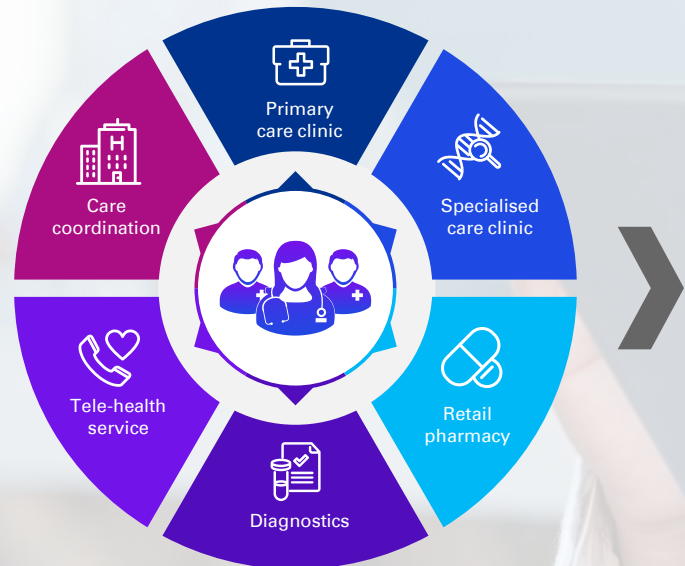 Primary
care clinic
Specialised
care clinic
Retail
pharmacy
Diagnostics
Tele-health
service
Care
coordination
H